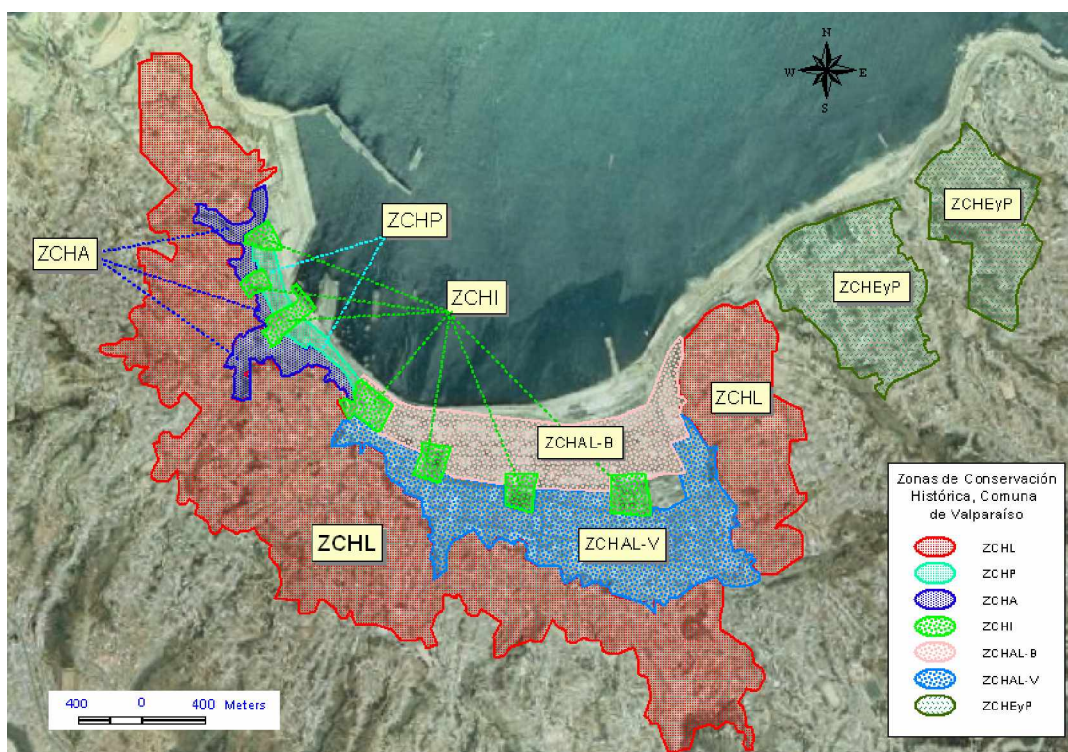 N
W E
S
ZCHP
ZCHA
ZCHEyP
ZCHEyP
ZCHI
ZCHL
ZCHAL-B
ZCHL
ZCHAL-V
Zonas de Conservación
Histórica, Comuna
de Valparaíso
ZCHL
ZCHP
ZCHA
ZCHI
ZCHAL-B
ZCHAL-V
ZCHEyP
400 0 400 Meters